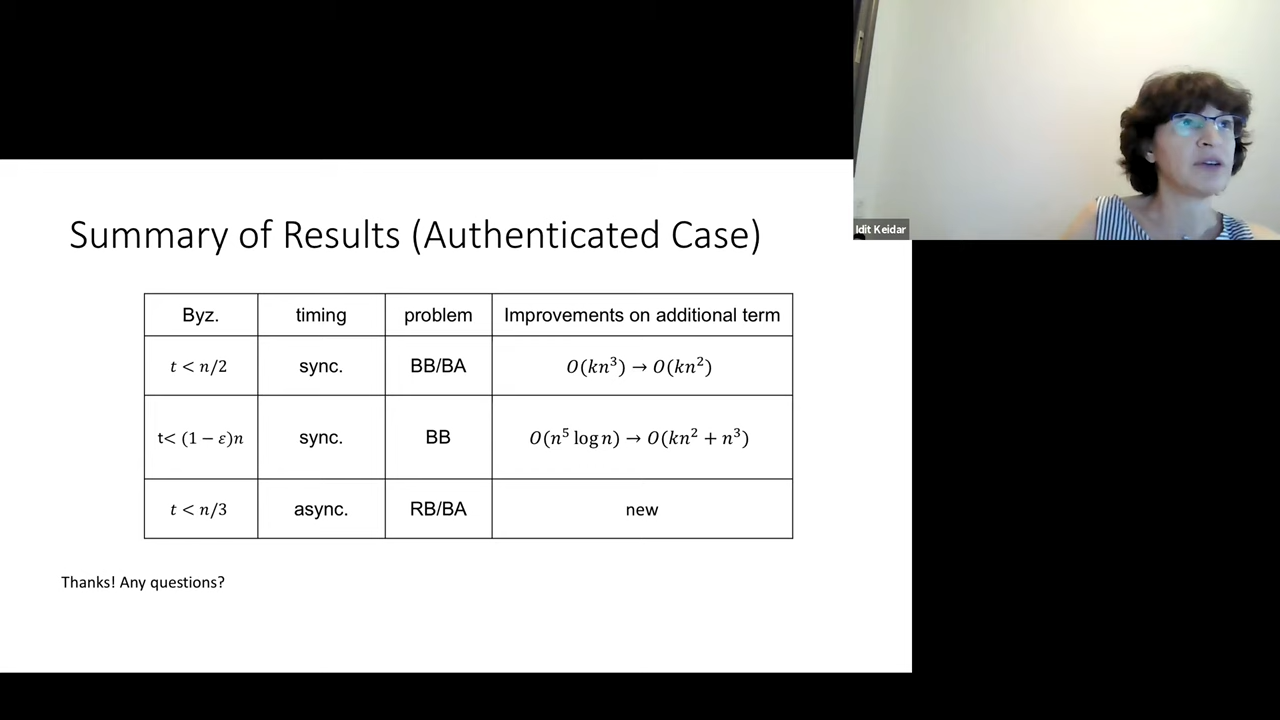 Idit Keidar
Summary of Results (Authenticated Case)
Byz. timing problem Improvements on additional term
t < n/2 sync. BB/BA O(kn³) → O(kn²)
t< (1 − ε)n sync. BB O(n⁵ log n) → O(kn² + n³)
t < n/3 async. RB/BA new
Thanks! Any questions?